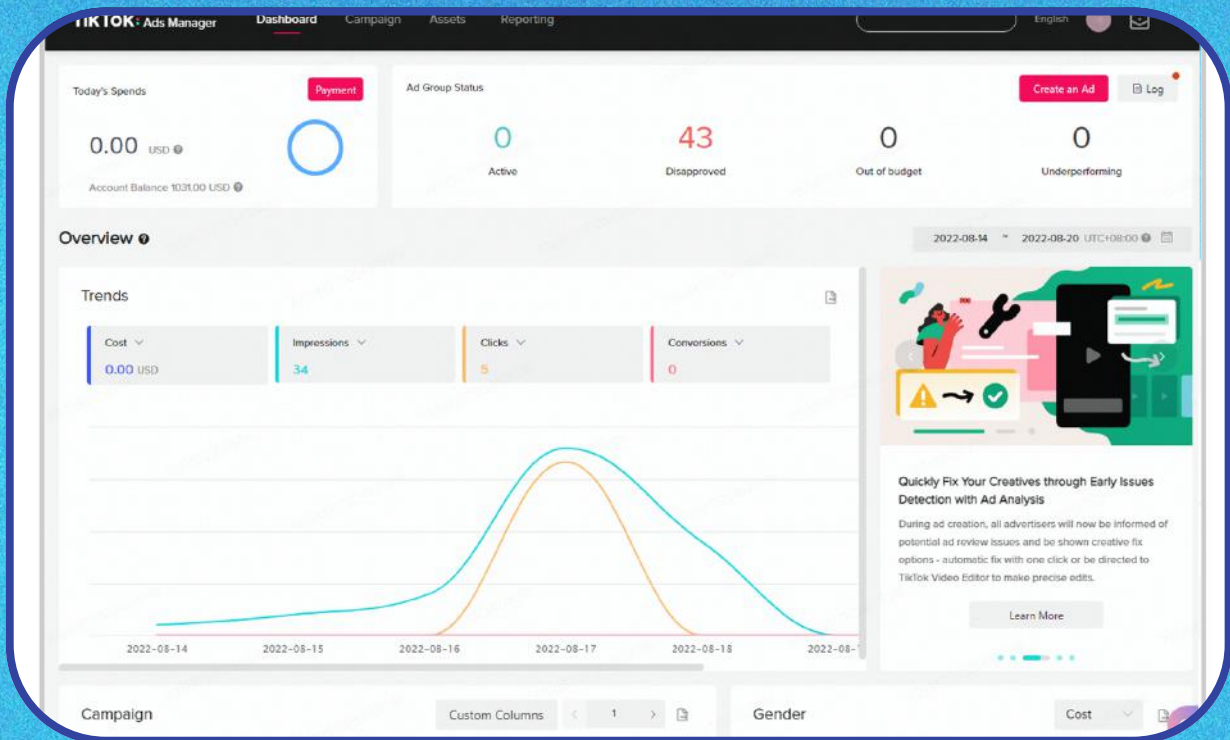 TikTok: Ads Manager
Dashboard
Campaign
Assets
Reporting
English
Today's Spends
Payment
0.00 USD
Account Balance 1031.00 USD
Ad Group Status
Create an Ad
Log
0
Active
43
Disapproved
0
Out of budget
0
Underperforming
Overview
2022-08-14 ~ 2022-08-20 UTC+08:00
Trends
Cost
0.00 USD
Impressions
34
Clicks
5
Conversions
0
2022-08-14
2022-08-15
2022-08-16
2022-08-17
2022-08-18
2022-08-1
Quickly Fix Your Creatives through Early Issues
Detection with Ad Analysis
During ad creation, all advertisers will now be informed of
potential ad review issues and be shown creative fix
options - automatic fix with one click or be directed to
TikTok Video Editor to make precise edits.
Learn More
Campaign
Custom Columns
1
Gender
Cost